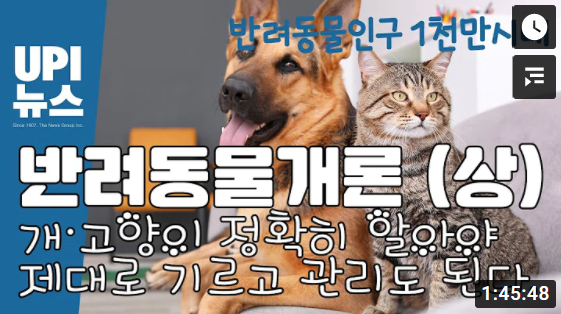 반려동물인구 1천만시대
UPI
뉴스
Since 1907, The News Group Inc.
반려동물개론 (상)
개·고양이 정확히 알아야
제대로 기르고 관리도 된다
1:45:48